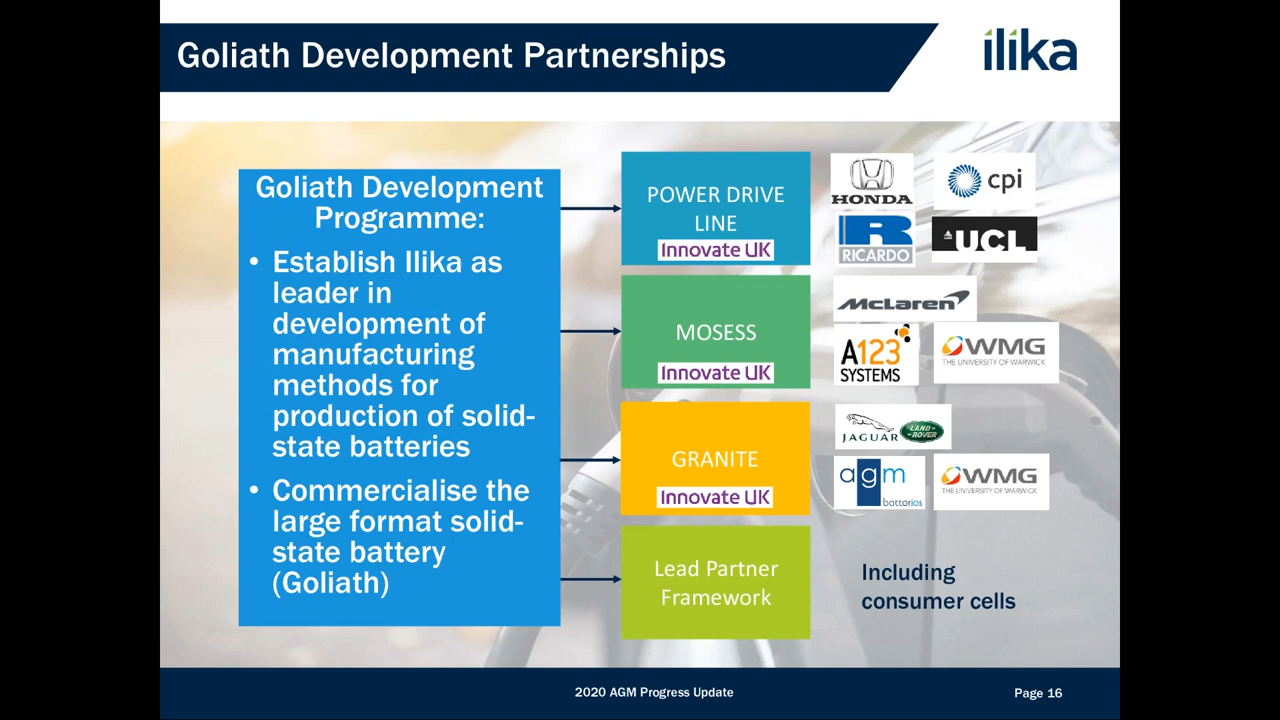 Goliath Development Partnerships
ilika
Goliath Development
Programme:
• Establish Ilika as
leader in
development of
manufacturing
methods for
production of solid-
state batteries
• Commercialise the
large format solid-
state battery
(Goliath)
POWER DRIVE
LINE
Innovate UK
HONDA
cpi
R
RICARDO
UCL
MOSESS
Innovate UK
McLaren
A123
SYSTEMS
WMG
THE UNIVERSITY OF WARWICK
GRANITE
Innovate UK
JAGUAR
LAND-
-ROVER
agm
batteries
WMG
THE UNIVERSITY OF WARWICK
Lead Partner
Framework
Including
consumer cells
2020 AGM Progress Update
Page 16